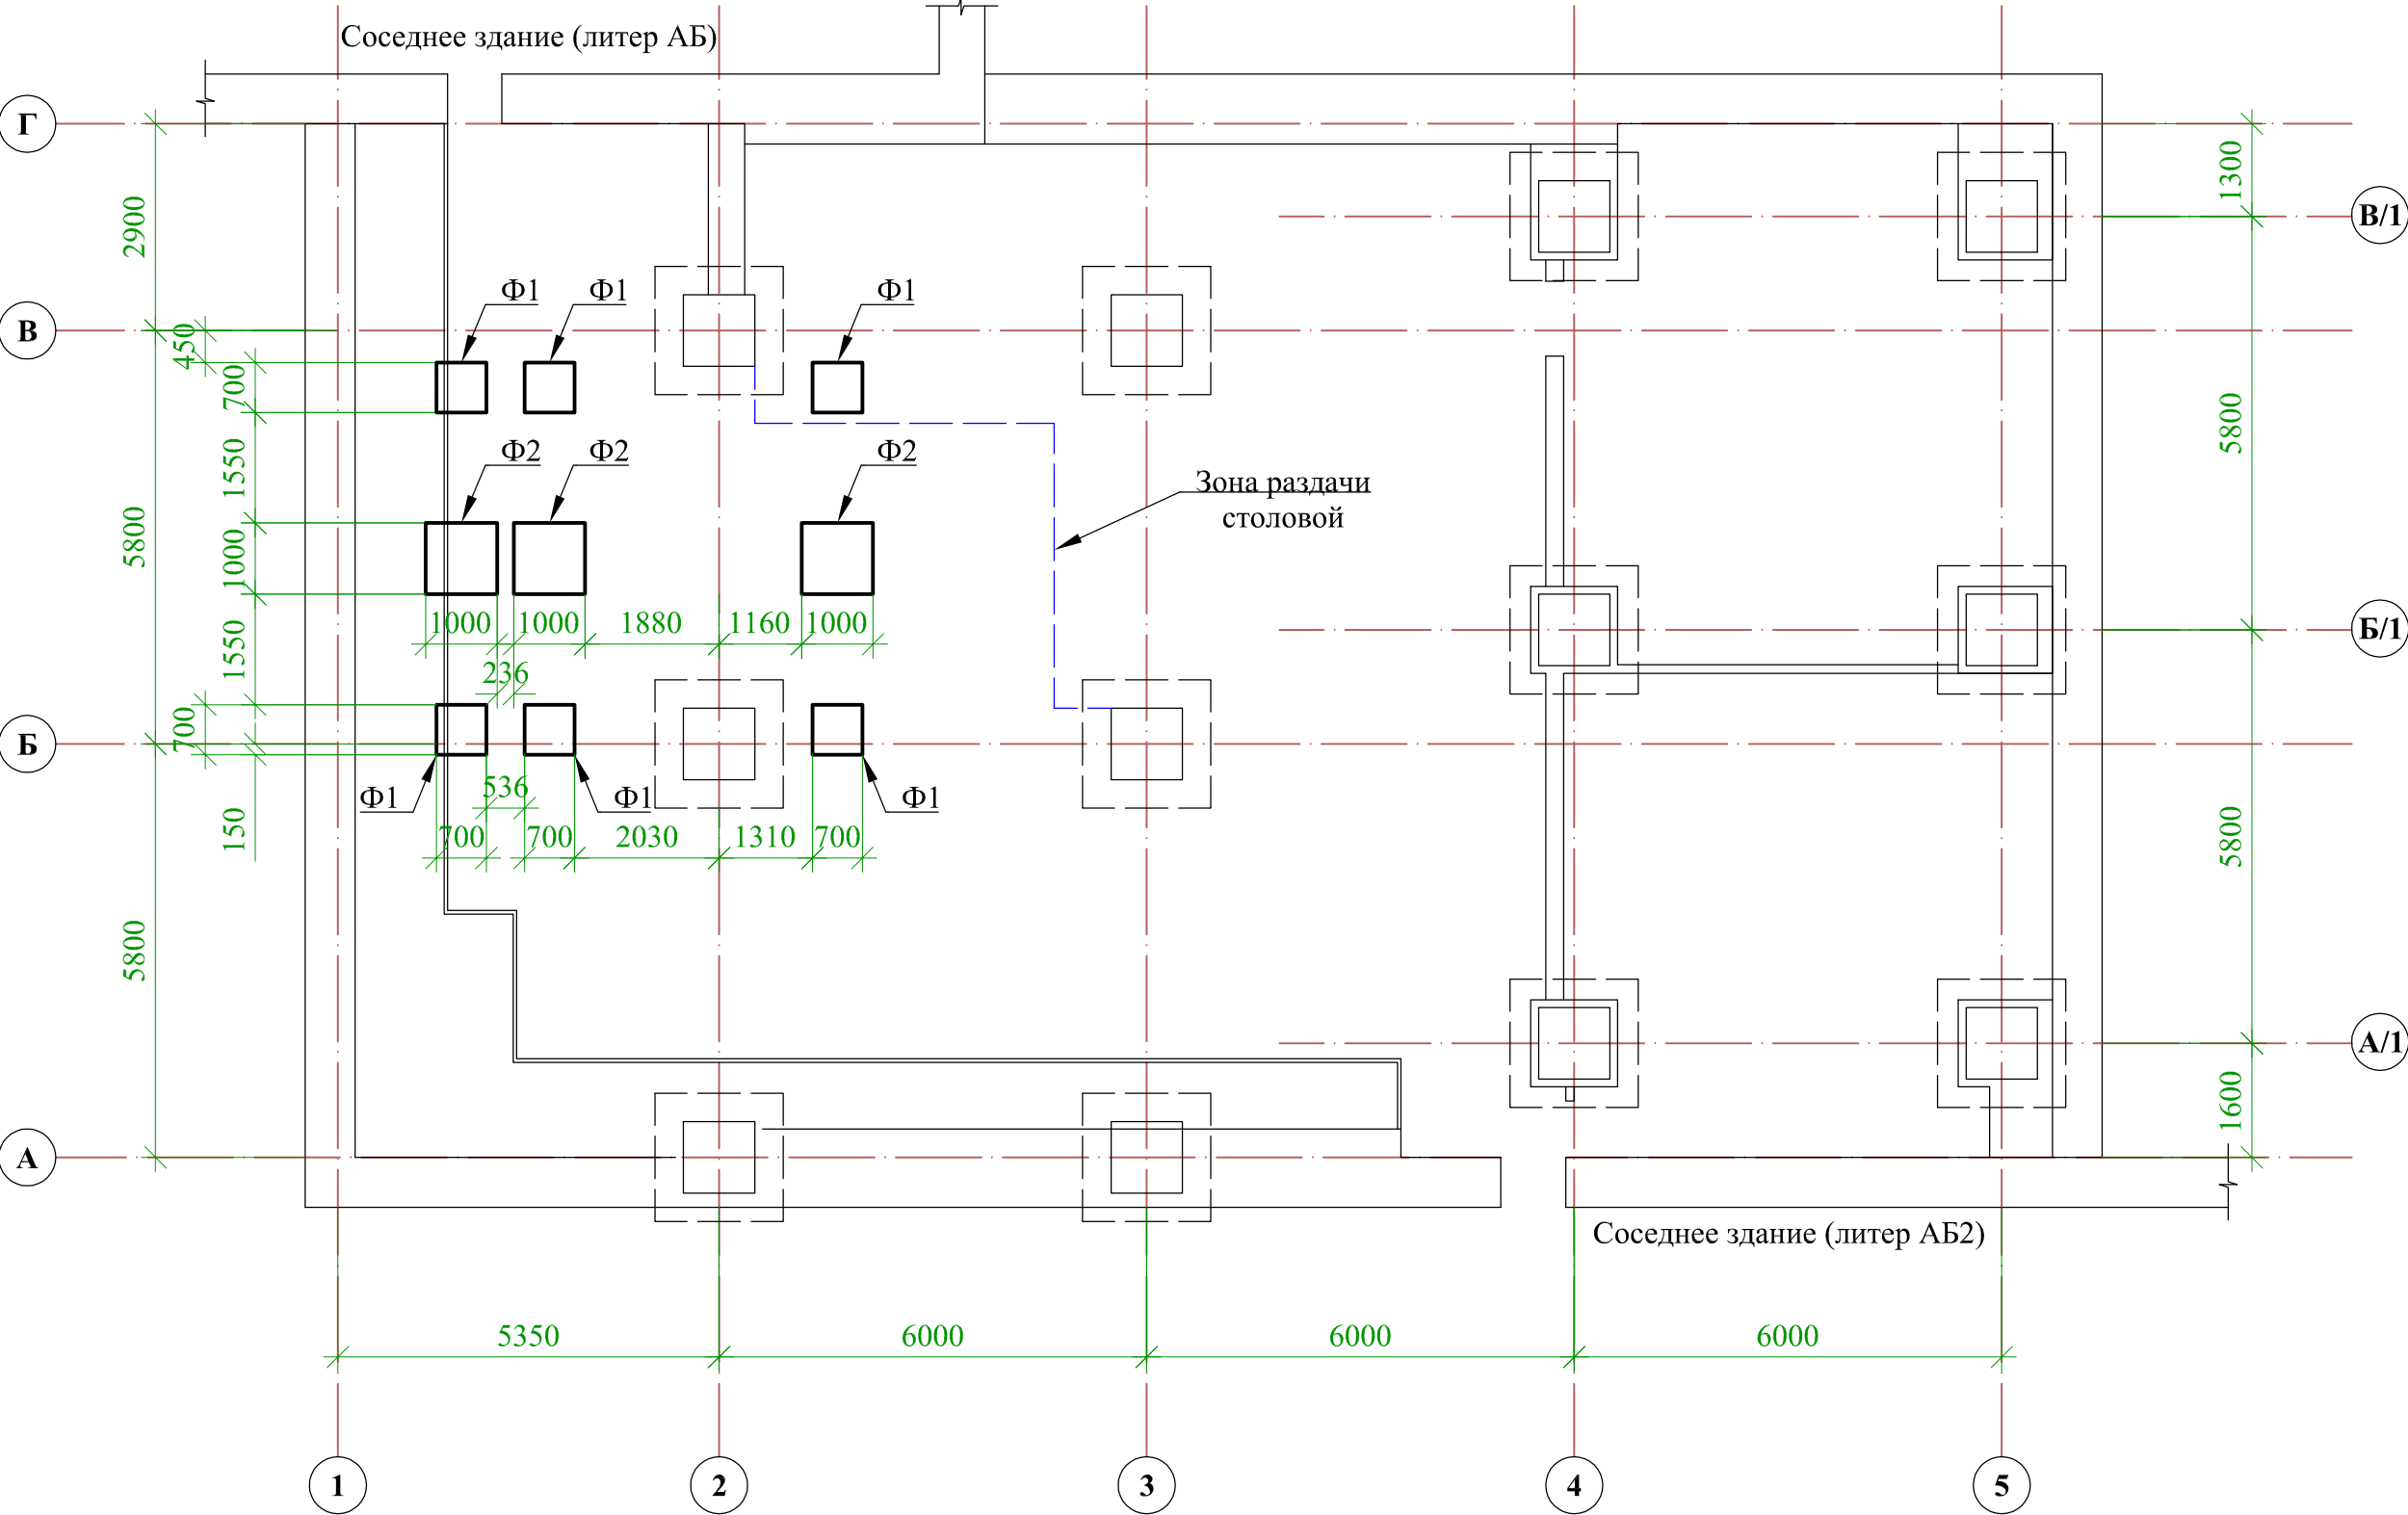 Соседнее здание (литер АБ)
Г
1300
В/1
2900
Ф1
Ф1
Ф1
В
450
700
5800
Ф2
Ф2
Ф2
1550
Зона раздачи
столовой
5800
1000
1000
1000
1880
1160
1000
Б/1
1550
236
700
Б
536
Ф1
Ф1
Ф1
150
700
700
2030
1310
700
5800
5800
А/1
1600
А
Соседнее здание (литер АБ2)
5350
6000
6000
6000
1
2
3
4
5